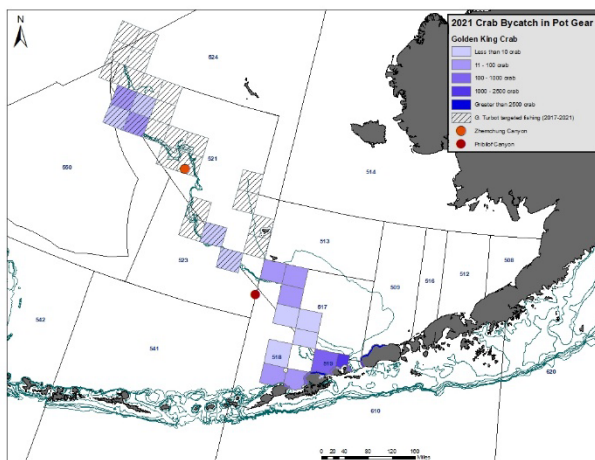 N
2021 Crab Bycatch in Pot Gear
Golden King Crab
Less than 10 crab
11 - 100 crab
100 - 1000 crab
1000 - 2500 crab
Greater than 2500 crab
G. Turbot targeted fishing (2017-2021)
Zhemchung Canyon
Pribilof Canyon
524
550
521
514
523
513
503
516
512
508
517
542
541
518
519
620
610
0 20 40 80 120 160
Miles